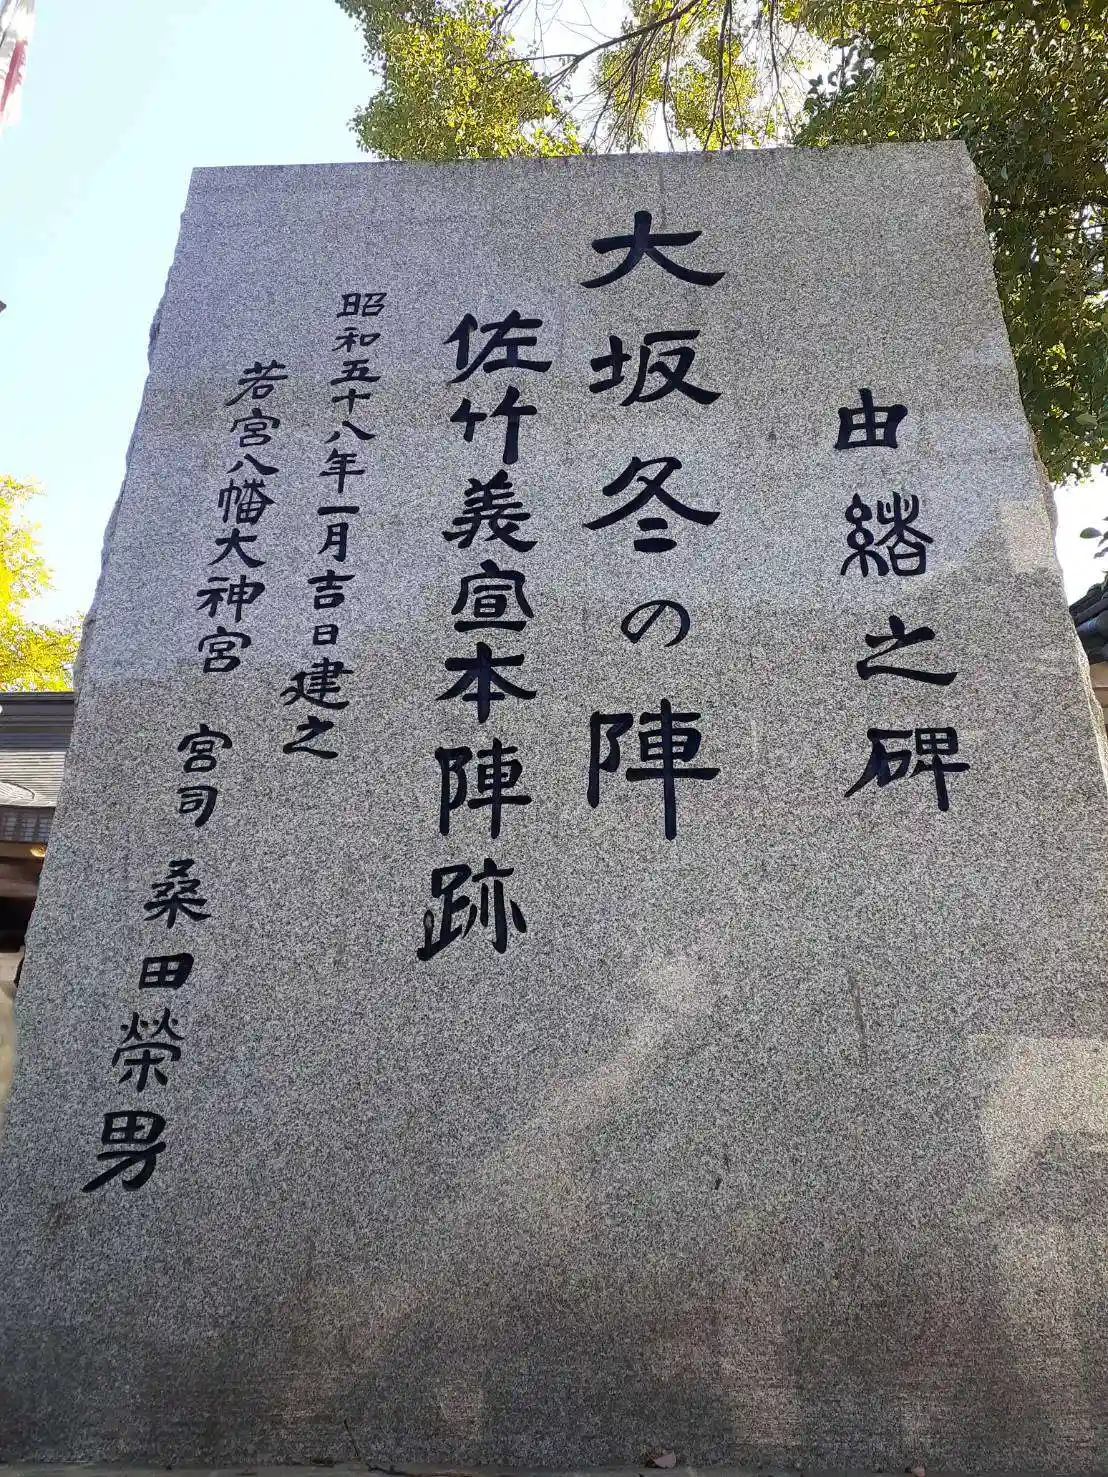 由緒之碑
大坂冬の陣
佐竹義宣本陣跡
昭和五十八年一月吉日建之
若宮八幡大神宮 宮司 桑田榮男